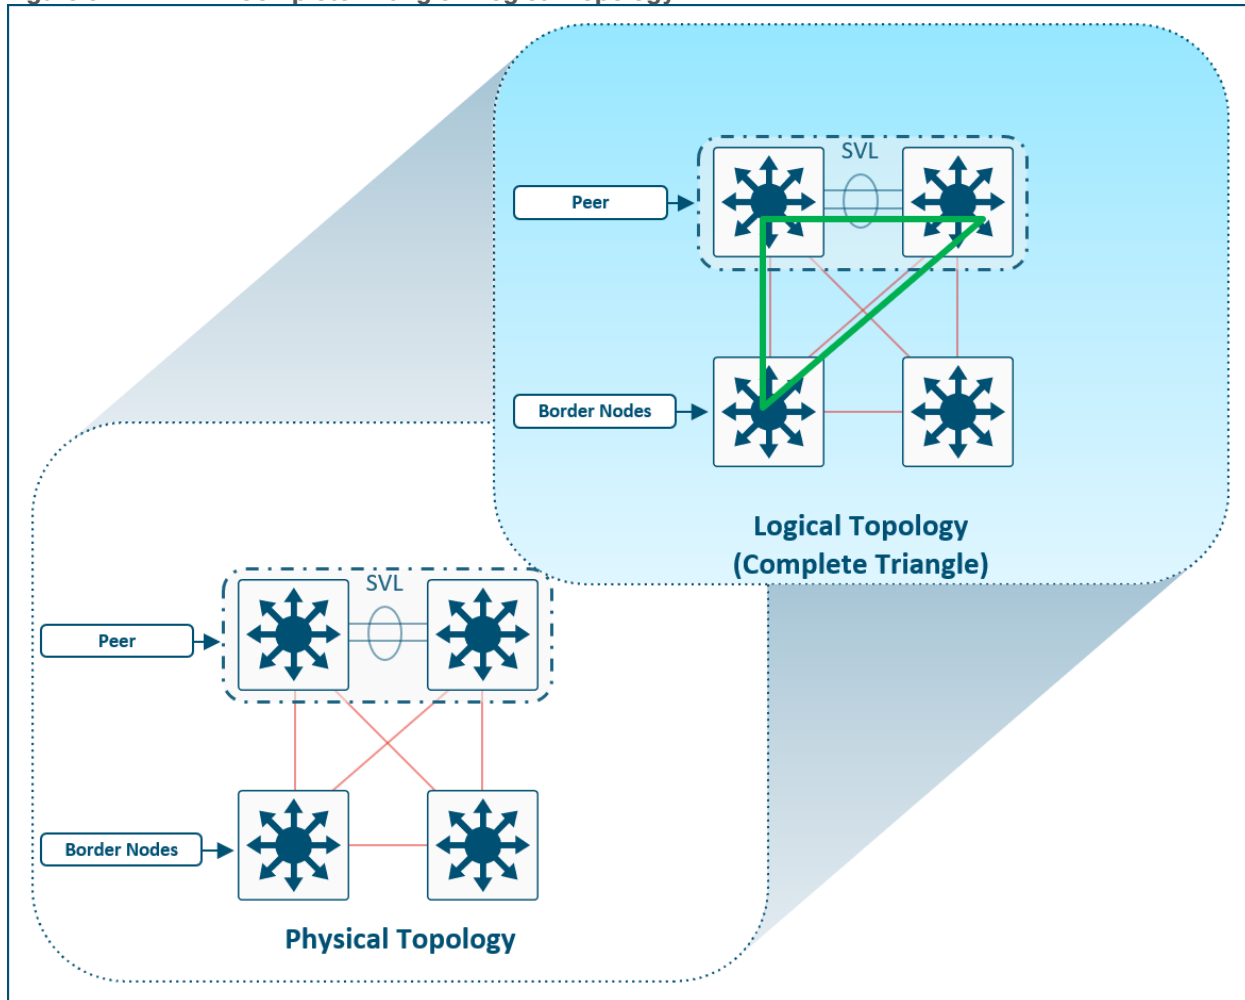 SVL
Peer
Border Nodes
Logical Topology
(Complete Triangle)
SVL
Peer
Border Nodes
Physical Topology